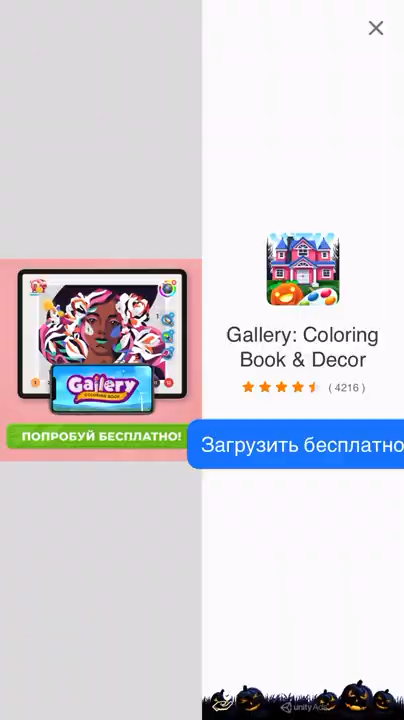 Gallery
COLORING BOOK
ПОПРОБУЙ БЕСПЛАТНО!
Gallery: Coloring
Book & Decor
( 4216 )
Загрузить бесплатно
unity Ads